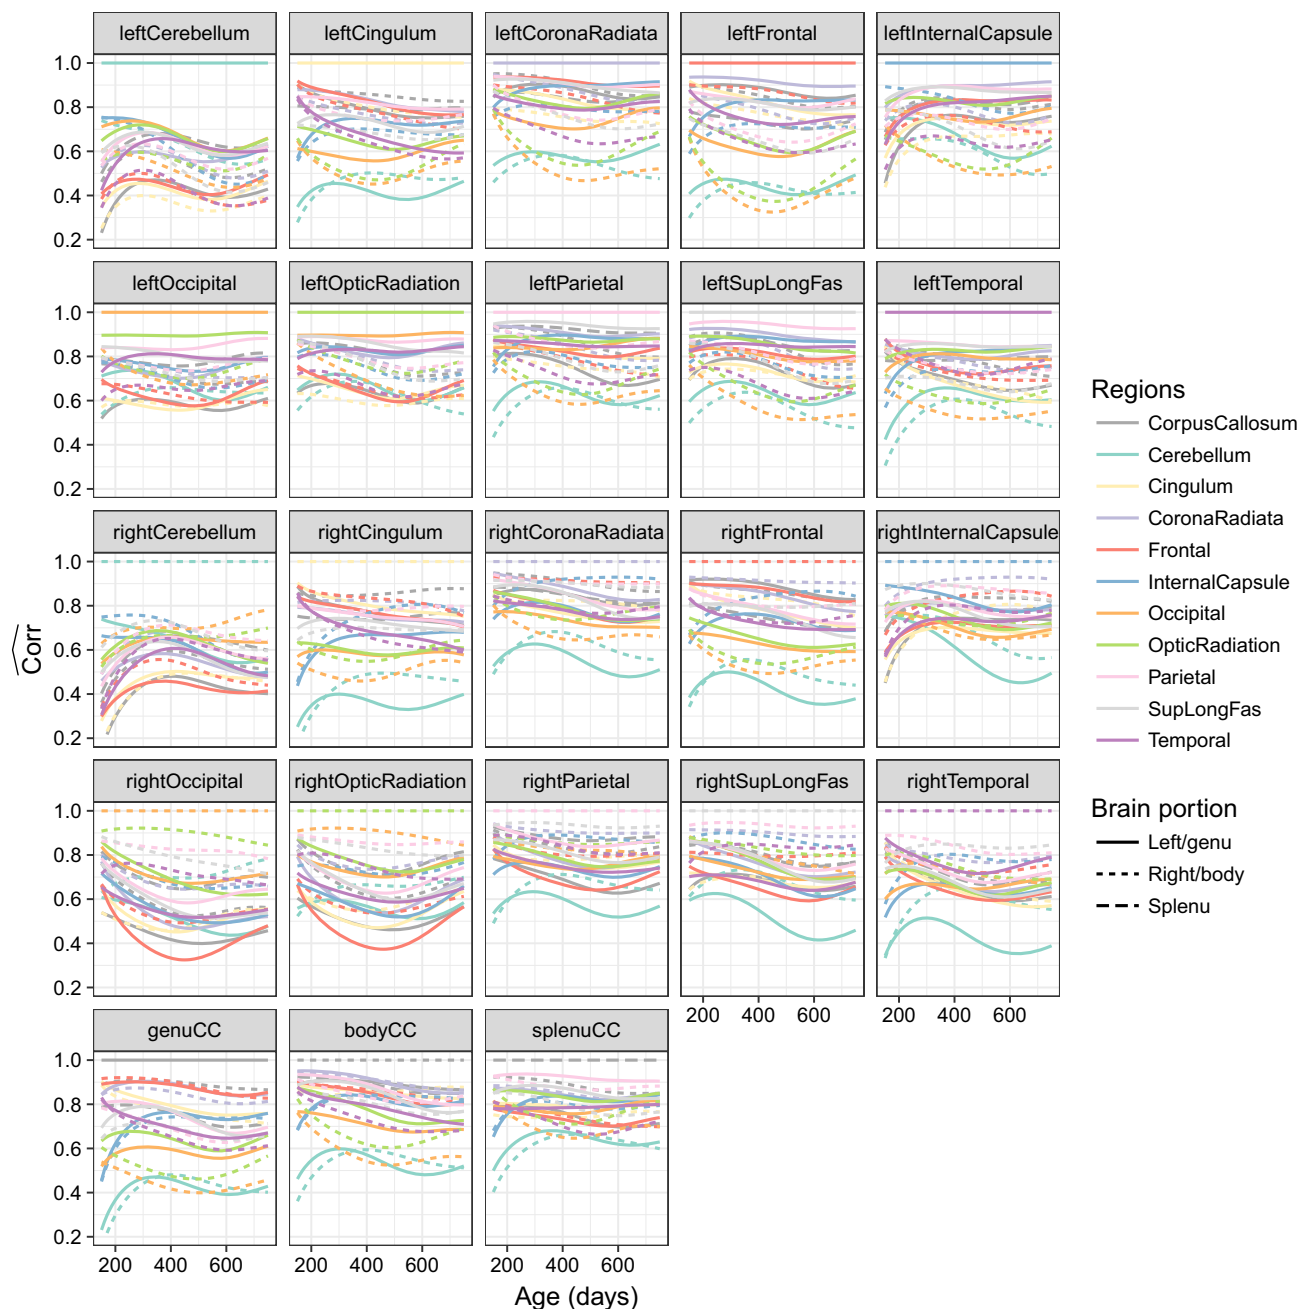 leftCerebellum leftCingulum leftCoronaRadiata leftFrontal leftInternalCapsule
1.0
0.8
0.6
0.4
0.2
leftOccipital leftOpticRadiation leftParietal leftSupLongFas leftTemporal
1.0
0.8
0.6
0.4
0.2
rightCerebellum rightCingulum rightCoronaRadiata rightFrontal rightInternalCapsule
1.0
0.8
0.6
0.4
0.2
rightOccipital rightOpticRadiation rightParietal rightSupLongFas rightTemporal
1.0
0.8
0.6
0.4
0.2
200 400 600 200 400 600
genuCC bodyCC splenuCC
1.0
0.8
0.6
0.4
0.2
200 400 600 200 400 600 200 400 600
Age (days)
Corr
Regions
CorpusCallosum
Cerebellum
Cingulum
CoronaRadiata
Frontal
InternalCapsule
Occipital
OpticRadiation
Parietal
SupLongFas
Temporal
Brain portion
Left/genu
Right/body
Splenu